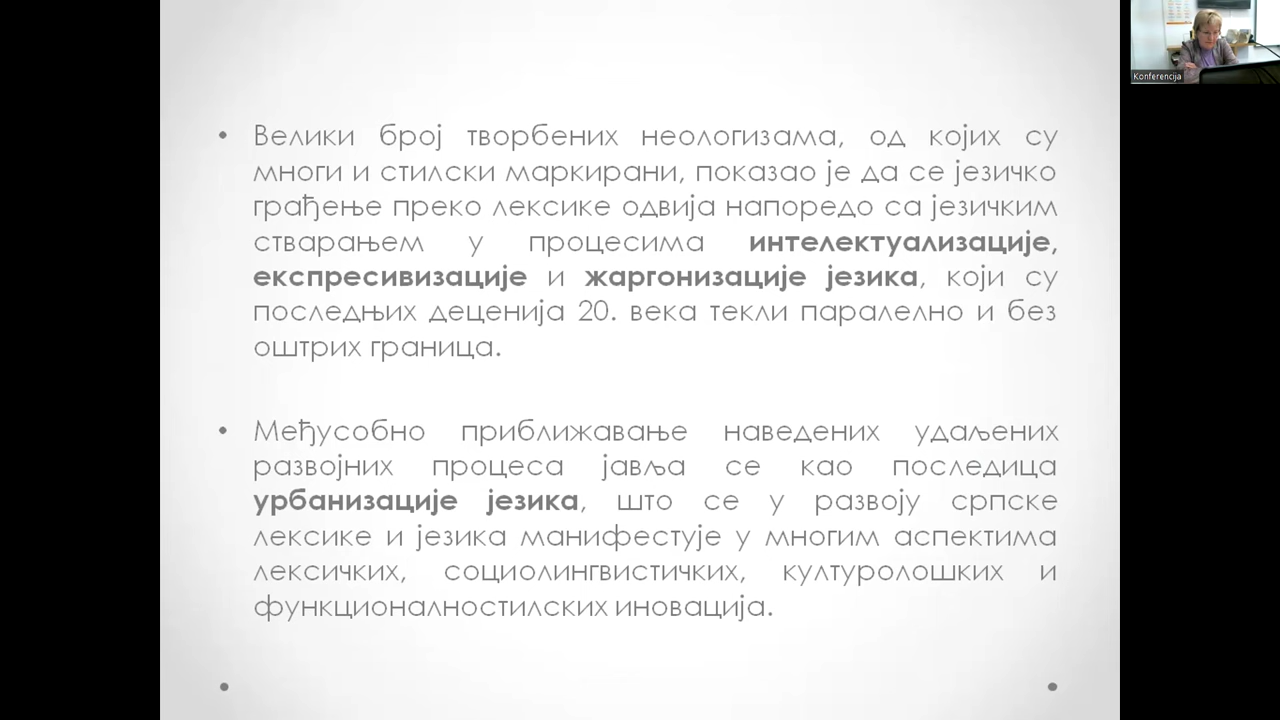 Велики број творбених неологизама, од којих су
многи и стилски маркирани, показао је да се језичко
грађење преко лексике одвија напоредо са језичким
стварањем у процесима интелектуализације,
експресивизације и жаргонизације језика, који су
последњих деценија 20. века текли паралелно и без
оштрих граница.
Међусобно приближавање наведених удаљених
развојних процеса јавља се као последица
урбанизације језика, што се у развоју српске
лексике и језика манифестује у многим аспектима
лексичких, социолингвистичких, културолошких и
функционалностилских иновација.
Konferencija